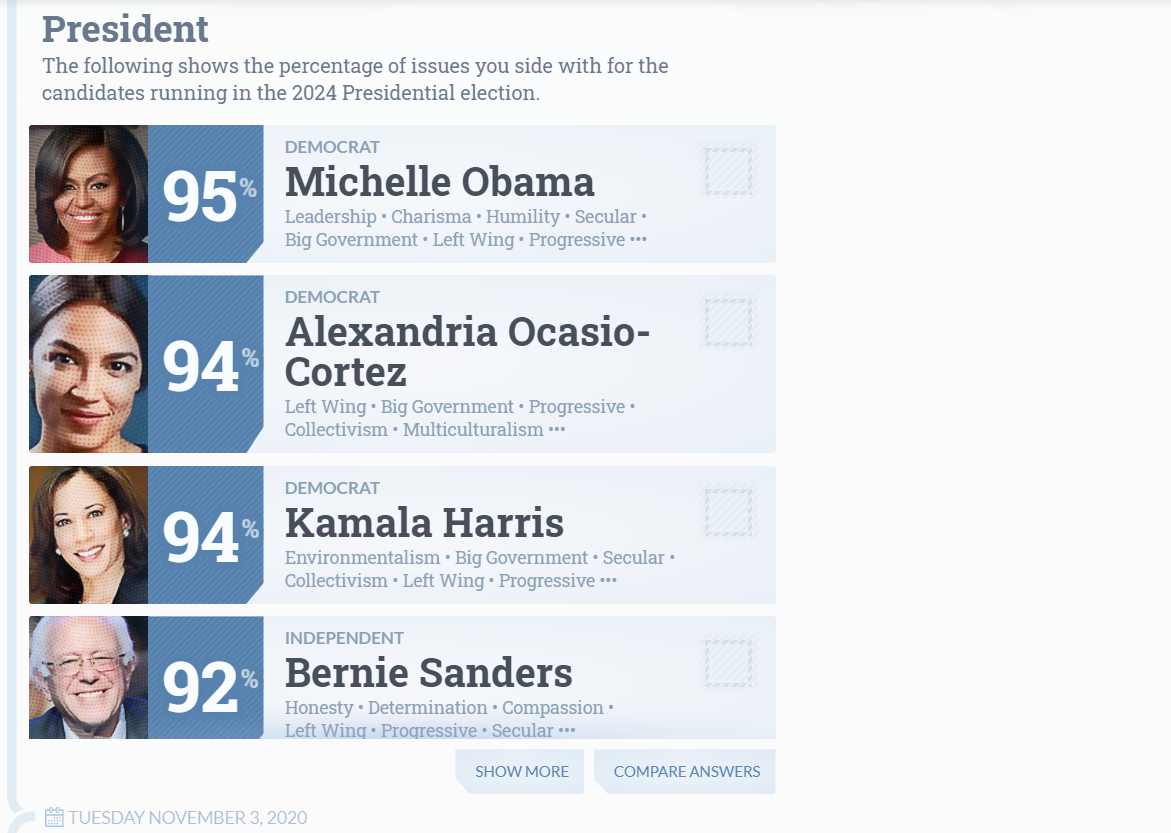 President
The following shows the percentage of issues you side with for the
candidates running in the 2024 Presidential election.
95%
DEMOCRAT
Michelle Obama
Leadership • Charisma • Humility • Secular •
Big Government • Left Wing • Progressive •••
94%
DEMOCRAT
Alexandria Ocasio-
Cortez
Left Wing • Big Government • Progressive •
Collectivism • Multiculturalism •••
94%
DEMOCRAT
Kamala Harris
Environmentalism • Big Government • Secular •
Collectivism • Left Wing • Progressive •••
92%
INDEPENDENT
Bernie Sanders
Honesty • Determination • Compassion •
Left Wing • Progressive • Secular •••
SHOW MORE
COMPARE ANSWERS
TUESDAY NOVEMBER 3, 2020